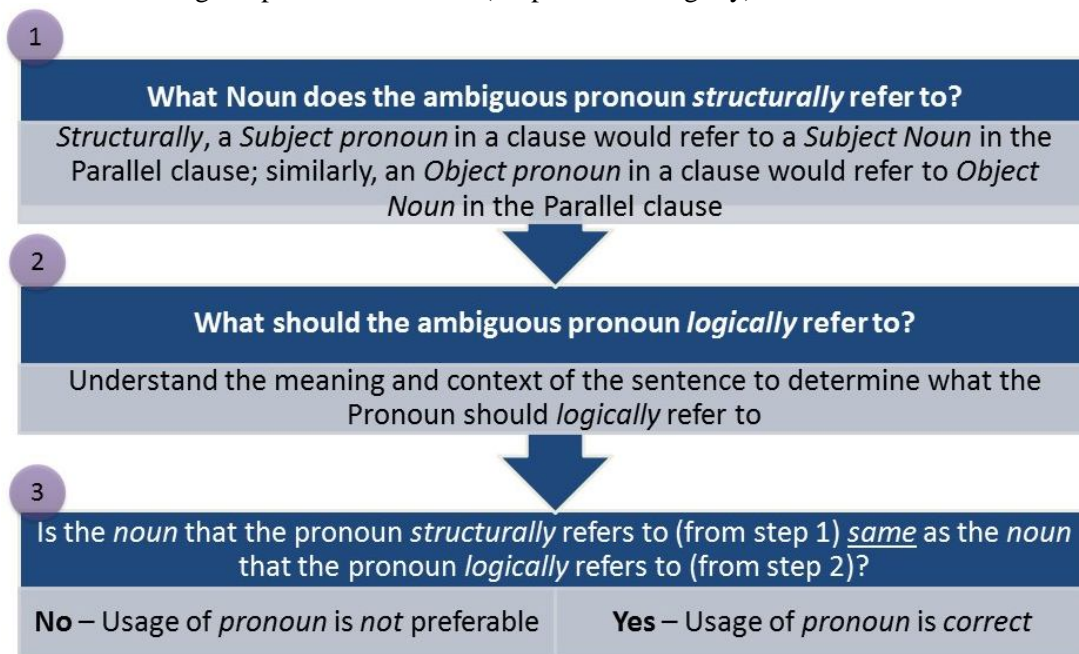 1
What Noun does the ambiguous pronoun structurally refer to?
Structurally, a Subject pronoun in a clause would refer to a Subject Noun in the
Parallel clause; similarly, an Object pronoun in a clause would refer to Object
Noun in the Parallel clause
2
What should the ambiguous pronoun logically refer to?
Understand the meaning and context of the sentence to determine what the
Pronoun should logically refer to
3
Is the noun that the pronoun structurally refers to (from step 1) same as the noun
that the pronoun logically refers to (from step 2)?
No – Usage of pronoun is not preferable
Yes – Usage of pronoun is correct